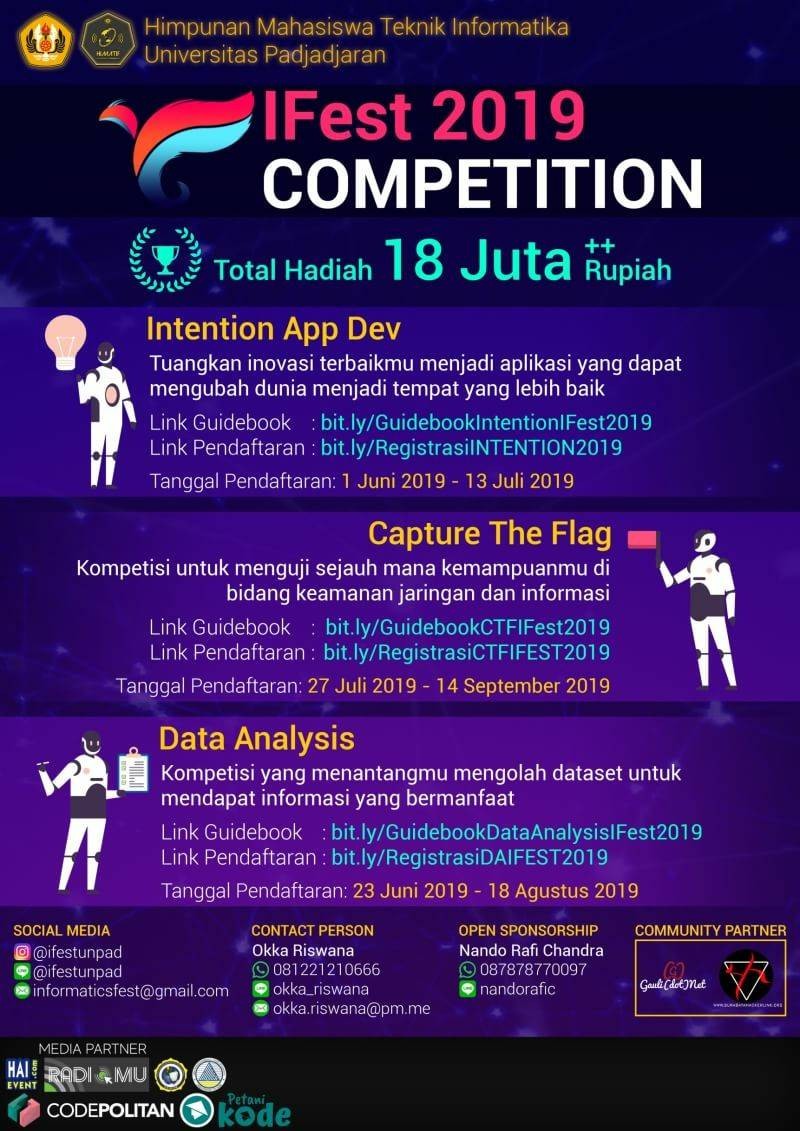 Himpunan Mahasiswa Teknik Informatika
Universitas Padjadjaran
HIMATIF
IFest 2019
COMPETITION
Total Hadiah 18 Juta ++ Rupiah
Intention App Dev
Tuangkan inovasi terbaikmu menjadi aplikasi yang dapat
mengubah dunia menjadi tempat yang lebih baik
Link Guidebook : bit.ly/GuidebookIntentionIFest2019
Link Pendaftaran : bit.ly/RegistrasiINTENTION2019
Tanggal Pendaftaran: 1 Juni 2019 - 13 Juli 2019
Capture The Flag
Kompetisi untuk menguji sejauh mana kemampuanmu di
bidang keamanan jaringan dan informasi
Link Guidebook : bit.ly/GuidebookCTFIFest2019
Link Pendaftaran : bit.ly/RegistrasiCTFIFEST2019
Tanggal Pendaftaran: 27 Juli 2019 - 14 September 2019
Data Analysis
Kompetisi yang menantangmu mengolah dataset untuk
mendapat informasi yang bermanfaat
Link Guidebook : bit.ly/GuidebookDataAnalysisIFest2019
Link Pendaftaran : bit.ly/RegistrasiDAIFEST2019
Tanggal Pendaftaran: 23 Juni 2019 - 18 Agustus 2019
SOCIAL MEDIA
@ifestunpad
@ifestunpad
informaticsfest@gmail.com
CONTACT PERSON
Okka Riswana
081221210666
okka_riswana
okka.riswana@pm.me
OPEN SPONSORSHIP
Nando Rafi Chandra
087878770097
nandorafic
COMMUNITY PARTNER
WWW.SURABAYAHACKERLINK.ORG
MEDIA PARTNER
HAI EVENT .com
RADI MU
CODEPOLITAN
Petani
kode